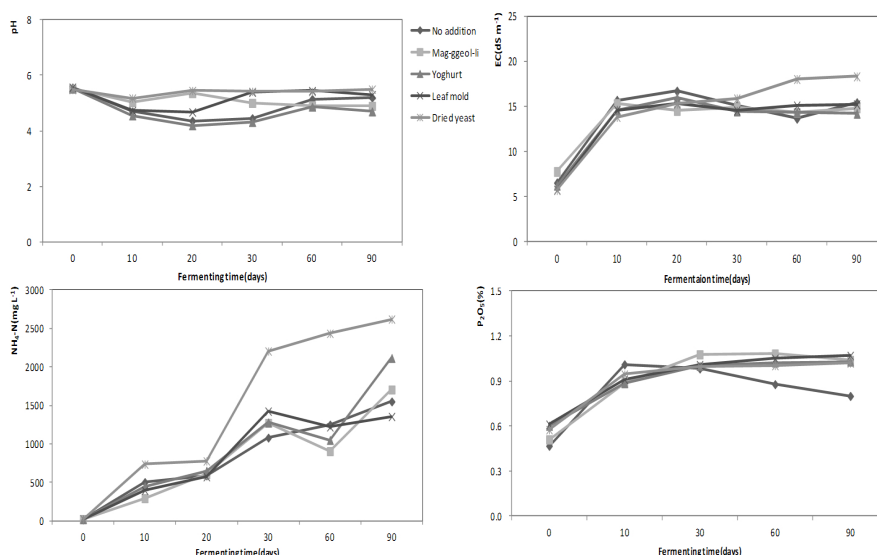 pH
8
6
4
2
0
0 10 20 30 60 90
Fermenting time(days)
No addition
Mag-ggeol-li
Yoghurt
Leaf mold
Dried yeast
EC(dS m⁻¹)
25
20
15
10
5
0
0 10 20 30 60 90
Fermentaion time(days)
NH₄-N(mg L⁻¹)
3000
2500
2000
1500
1000
500
0
0 10 20 30 60 90
Fermenting time(days)
P₂O₅(%)
1.5
1.2
0.9
0.6
0.3
0.0
0 10 30 60 90
Fermenting time(days)